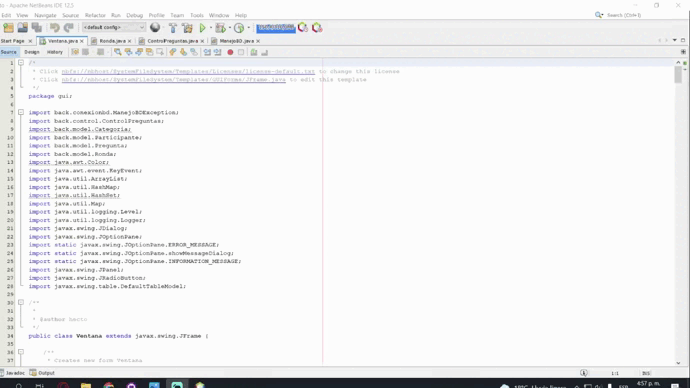 s - Apache NetBeans IDE 12.5
Edit View Navigate Source Refactor Run Debug Profile Team Tools Window Help
Search (Ctrl+I)
<default config>
Start Page Ventana.java Ronda.java ControlPreguntas.java ManejoBD.java
Source Design History
1 /*
2 * Click nbfs://nbhost/SystemFileSystem/Templates/Licenses/license-default.txt to change this license
3 * Click nbfs://nbhost/SystemFileSystem/Templates/GUIForms/JFrame.java to edit this template
4 */
5 package gui;
6
7 import back.conexionbd.ManejoBDException;
8 import back.control.ControlPreguntas;
9 import back.model.Categoria;
10 import back.model.Participante;
11 import back.model.Pregunta;
12 import back.model.Ronda;
13 import java.awt.Color;
14 import java.awt.event.KeyEvent;
15 import java.util.ArrayList;
16 import java.util.HashMap;
17 import java.util.HashSet;
18 import java.util.Map;
19 import java.util.logging.Level;
20 import java.util.logging.Logger;
21 import javax.swing.JDialog;
22 import javax.swing.JOptionPane;
23 import static javax.swing.JOptionPane.ERROR_MESSAGE;
24 import static javax.swing.JOptionPane.showMessageDialog;
25 import static javax.swing.JOptionPane.INFORMATION_MESSAGE;
26 import javax.swing.JPanel;
27 import javax.swing.JRadioButton;
28 import javax.swing.table.DefaultTableModel;
29
30 /**
31 *
32 * @author hecto
33 */
34 public class Ventana extends javax.swing.JFrame {
35
36 /**
37 * Creates new form Ventana
Javadoc Output
1:1 INS
4:57 p. m.